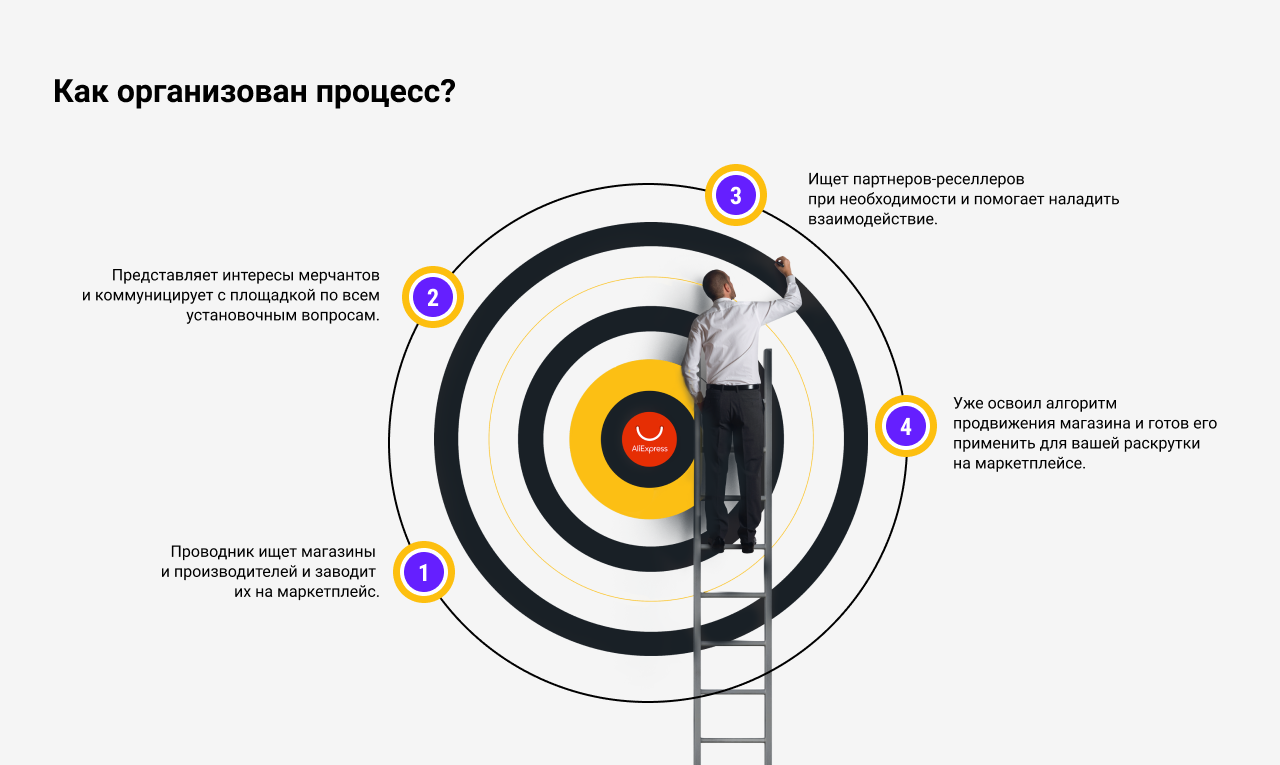 Как организован процесс?
1
Проводник ищет магазины
и производителей и заводит
их на маркетплейс.
2
Представляет интересы мерчантов
и коммуницирует с площадкой по всем
установочным вопросам.
3
Ищет партнеров-реселлеров
при необходимости и помогает наладить
взаимодействие.
4
Уже освоил алгоритм
продвижения магазина и готов его
применить для вашей раскрутки
на маркетплейсе.
AliExpress